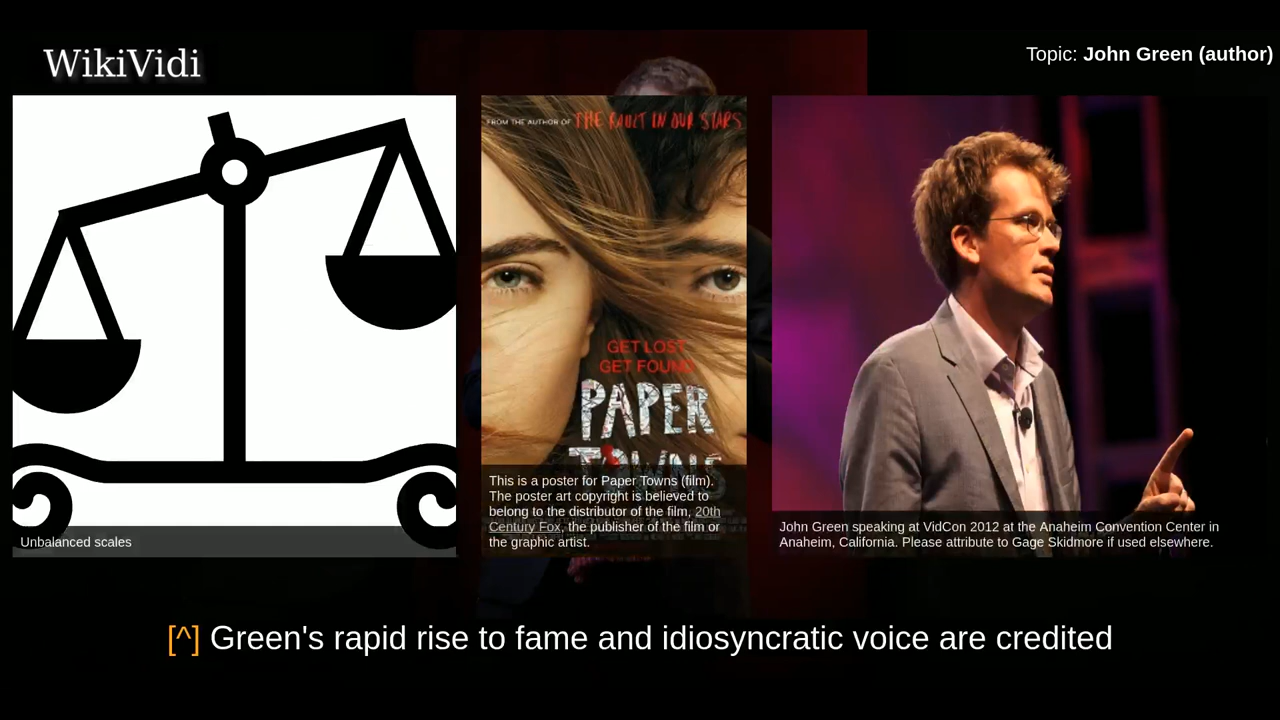 WikiVidi
Topic: John Green (author)
FROM THE AUTHOR OF THE FAULT IN OUR STARS
GET LOST
GET FOUND
PAPER
TOWNS
This is a poster for Paper Towns (film).
The poster art copyright is believed to
belong to the distributor of the film, 20th
Century Fox, the publisher of the film or
the graphic artist.
Unbalanced scales
John Green speaking at VidCon 2012 at the Anaheim Convention Center in
Anaheim, California. Please attribute to Gage Skidmore if used elsewhere.
[^] Green's rapid rise to fame and idiosyncratic voice are credited